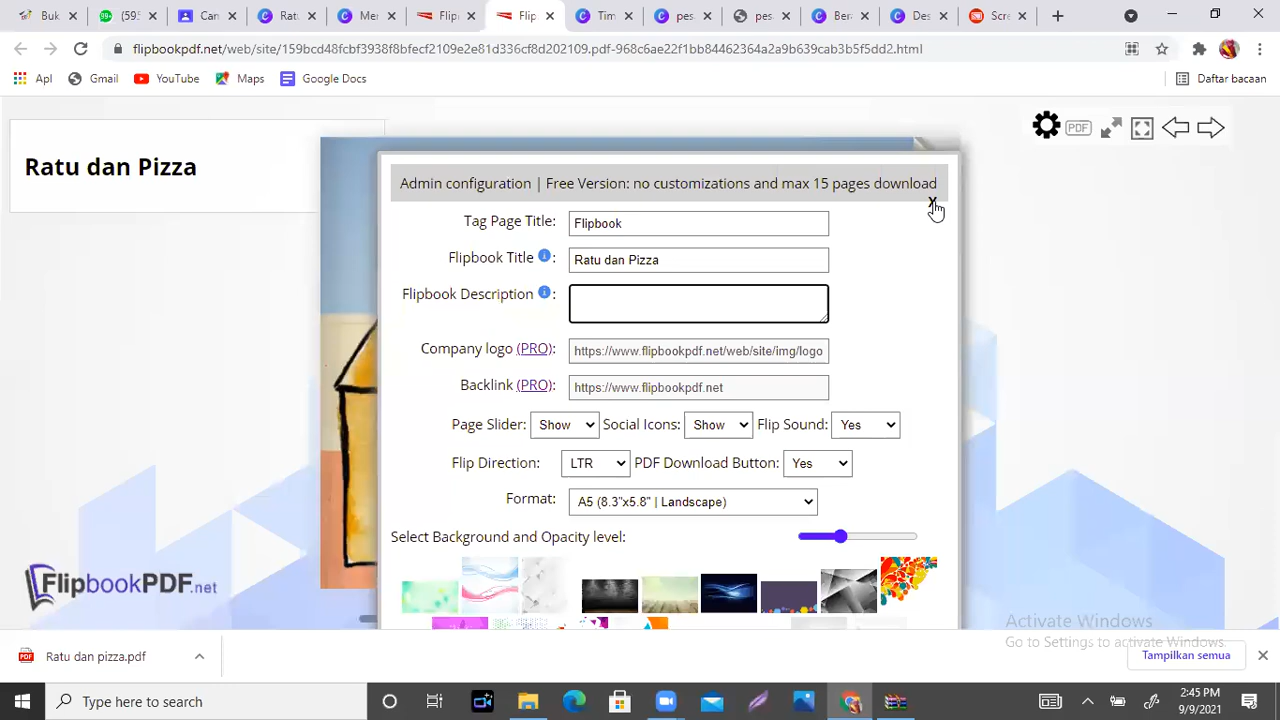 Buk
(59
Can
Ratu
Me
Flip
Flip
Tim
pes
pes
Ber
Des
Scre
flipbookpdf.net/web/site/159bcd48fcbf3938f8bfecf2109e2e81d336cf8d202109.pdf-968c6ae22f1bb84462364a2a9b639cab3b5f5dd2.html
Apl
Gmail
YouTube
Maps
Google Docs
Daftar bacaan
PDF
Ratu dan Pizza
Admin configuration | Free Version: no customizations and max 15 pages download
X
Tag Page Title: Flipbook
Flipbook Title i : Ratu dan Pizza
Flipbook Description i :
Company logo (PRO): https://www.flipbookpdf.net/web/site/img/logo
Backlink (PRO): https://www.flipbookpdf.net
Page Slider: Show Social Icons: Show Flip Sound: Yes
Flip Direction: LTR PDF Download Button: Yes
Format: A5 (8.3"x5.8" | Landscape)
Select Background and Opacity level:
FlipbookPDF.net
Activate Windows
Go to Settings to activate Windows.
Ratu dan pizza.pdf
Tampilkan semua
Type here to search
2:45 PM
9/9/2021